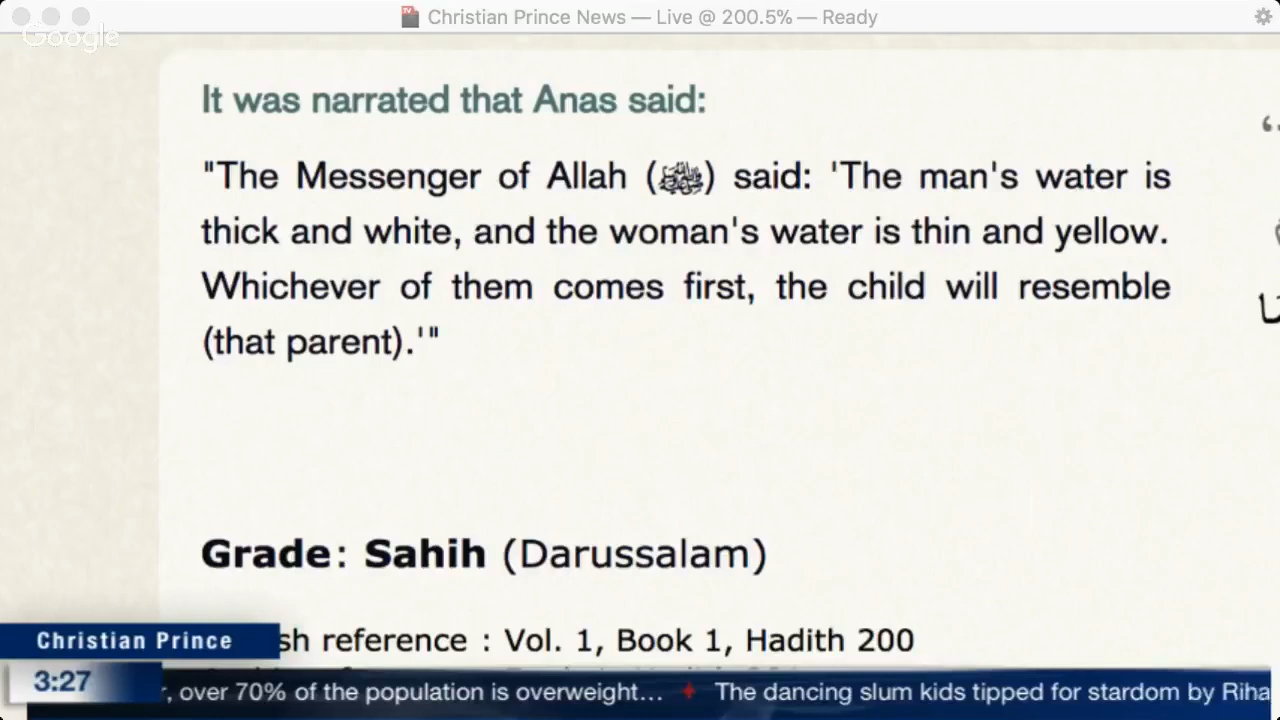 Christian Prince News — Live @ 200.5% — Ready
Google
It was narrated that Anas said:
"The Messenger of Allah (ﷺ) said: 'The man's water is
thick and white, and the woman's water is thin and yellow.
Whichever of them comes first, the child will resemble
(that parent).'"
Grade: Sahih (Darussalam)
sh reference : Vol. 1, Book 1, Hadith 200
Christian Prince
3:27
r, over 70% of the population is overweight... The dancing slum kids tipped for stardom by Riha